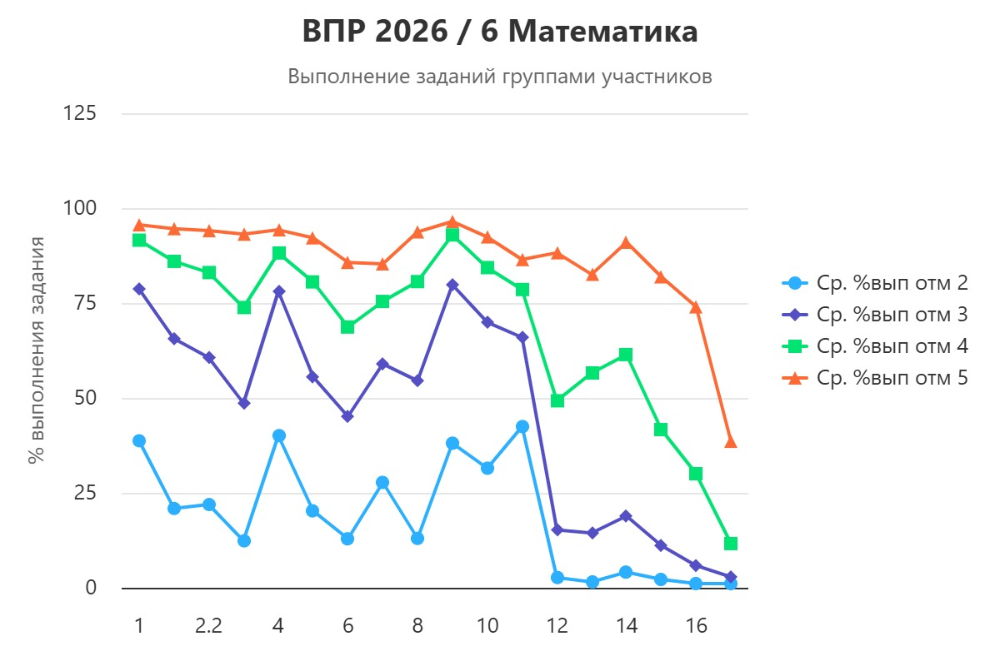 ВПР 2026 / 6 Математика
Выполнение заданий группами участников
% выполнения задания
125
100
75
50
25
0
1
2.2
4
6
8
10
12
14
16
Ср. %вып отм 2
Ср. %вып отм 3
Ср. %вып отм 4
Ср. %вып отм 5